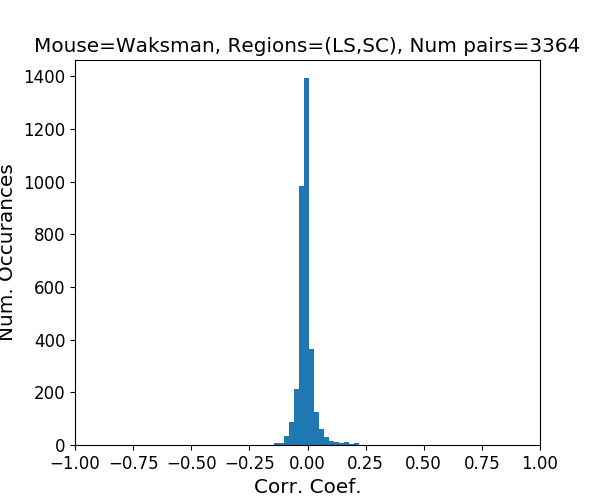 Mouse=Waksman, Regions=(LS,SC), Num pairs=3364
1400
1200
1000
800
600
400
200
0
Num. Occurances
−1.00 −0.75 −0.50 −0.25 0.00 0.25 0.50 0.75 1.00
Corr. Coef.